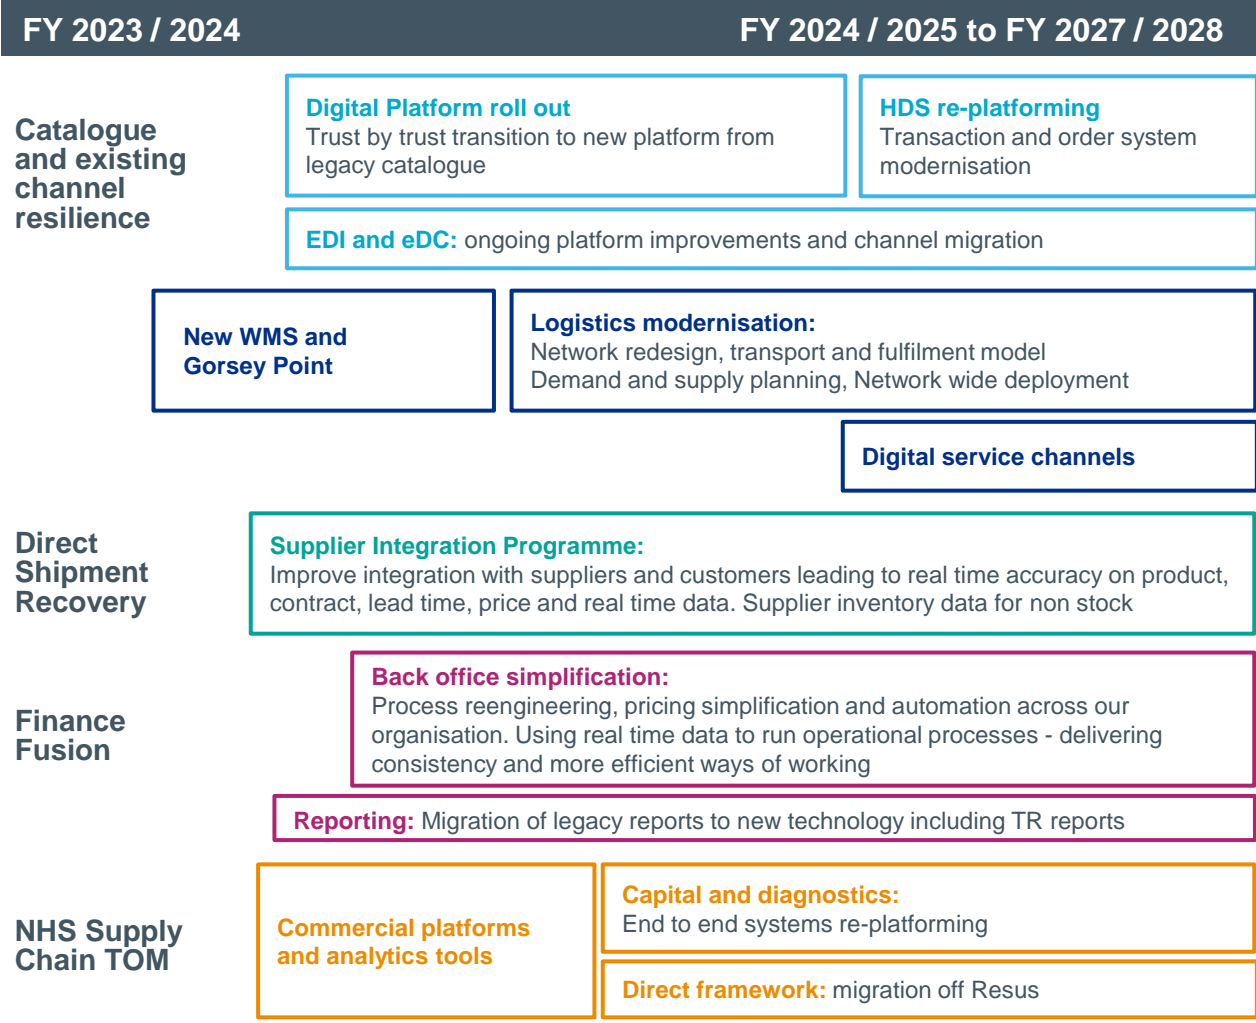 FY 2023 / 2024
FY 2024 / 2025 to FY 2027 / 2028
Catalogue
and existing
channel
resilience
Digital Platform roll out
Trust by trust transition to new platform from
legacy catalogue
HDS re-platforming
Transaction and order system
modernisation
EDI and eDC: ongoing platform improvements and channel migration
New WMS and
Gorsey Point
Logistics modernisation:
Network redesign, transport and fulfilment model
Demand and supply planning, Network wide deployment
Digital service channels
Direct
Shipment
Recovery
Supplier Integration Programme:
Improve integration with suppliers and customers leading to real time accuracy on product,
contract, lead time, price and real time data. Supplier inventory data for non stock
Finance
Fusion
Back office simplification:
Process reengineering, pricing simplification and automation across our
organisation. Using real time data to run operational processes - delivering
consistency and more efficient ways of working
Reporting: Migration of legacy reports to new technology including TR reports
NHS Supply
Chain TOM
Commercial platforms
and analytics tools
Capital and diagnostics:
End to end systems re-platforming
Direct framework: migration off Resus